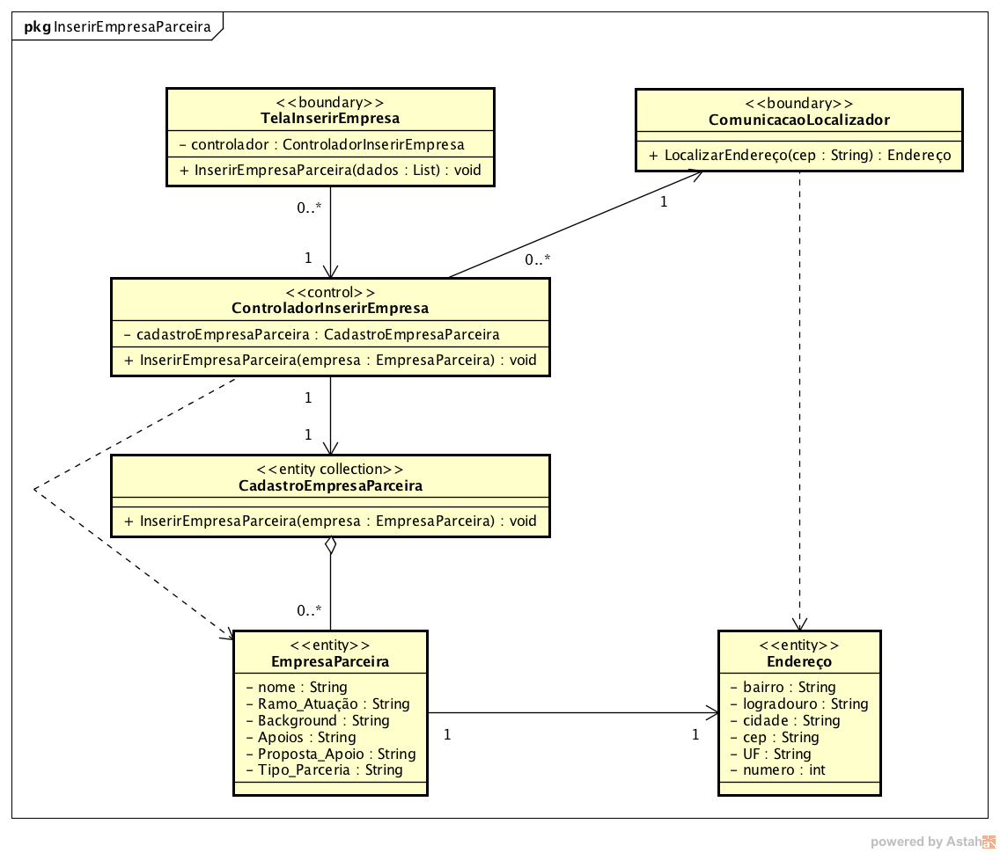 pkg InserirEmpresaParceira
<<boundary>>
TelaInserirEmpresa
- controlador : ControladorInserirEmpresa
+ InserirEmpresaParceira(dados : List) : void
<<boundary>>
ComunicacaoLocalizador
+ LocalizarEndereço(cep : String) : Endereço
0..*
1
1
0..*
<<control>>
ControladorInserirEmpresa
- cadastroEmpresaParceira : CadastroEmpresaParceira
+ InserirEmpresaParceira(empresa : EmpresaParceira) : void
1
1
<<entity collection>>
CadastroEmpresaParceira
+ InserirEmpresaParceira(empresa : EmpresaParceira) : void
0..*
<<entity>>
EmpresaParceira
- nome : String
- Ramo_Atuação : String
- Background : String
- Apoios : String
- Proposta_Apoio : String
- Tipo_Parceria : String
1
1
<<entity>>
Endereço
- bairro : String
- logradouro : String
- cidade : String
- cep : String
- UF : String
- numero : int
powered by Astah